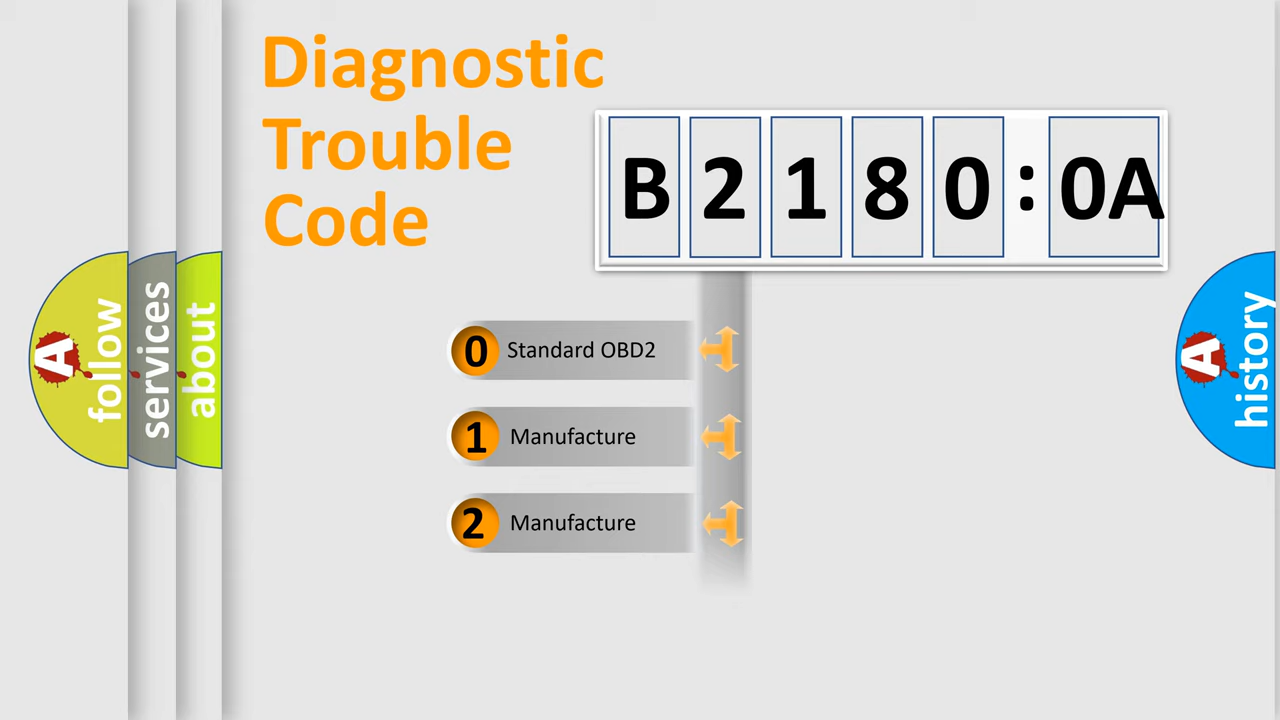 Diagnostic
Trouble
Code
B 2 1 8 0 : 0A
0 Standard OBD2
1 Manufacture
2 Manufacture
A follow
services
about
A history